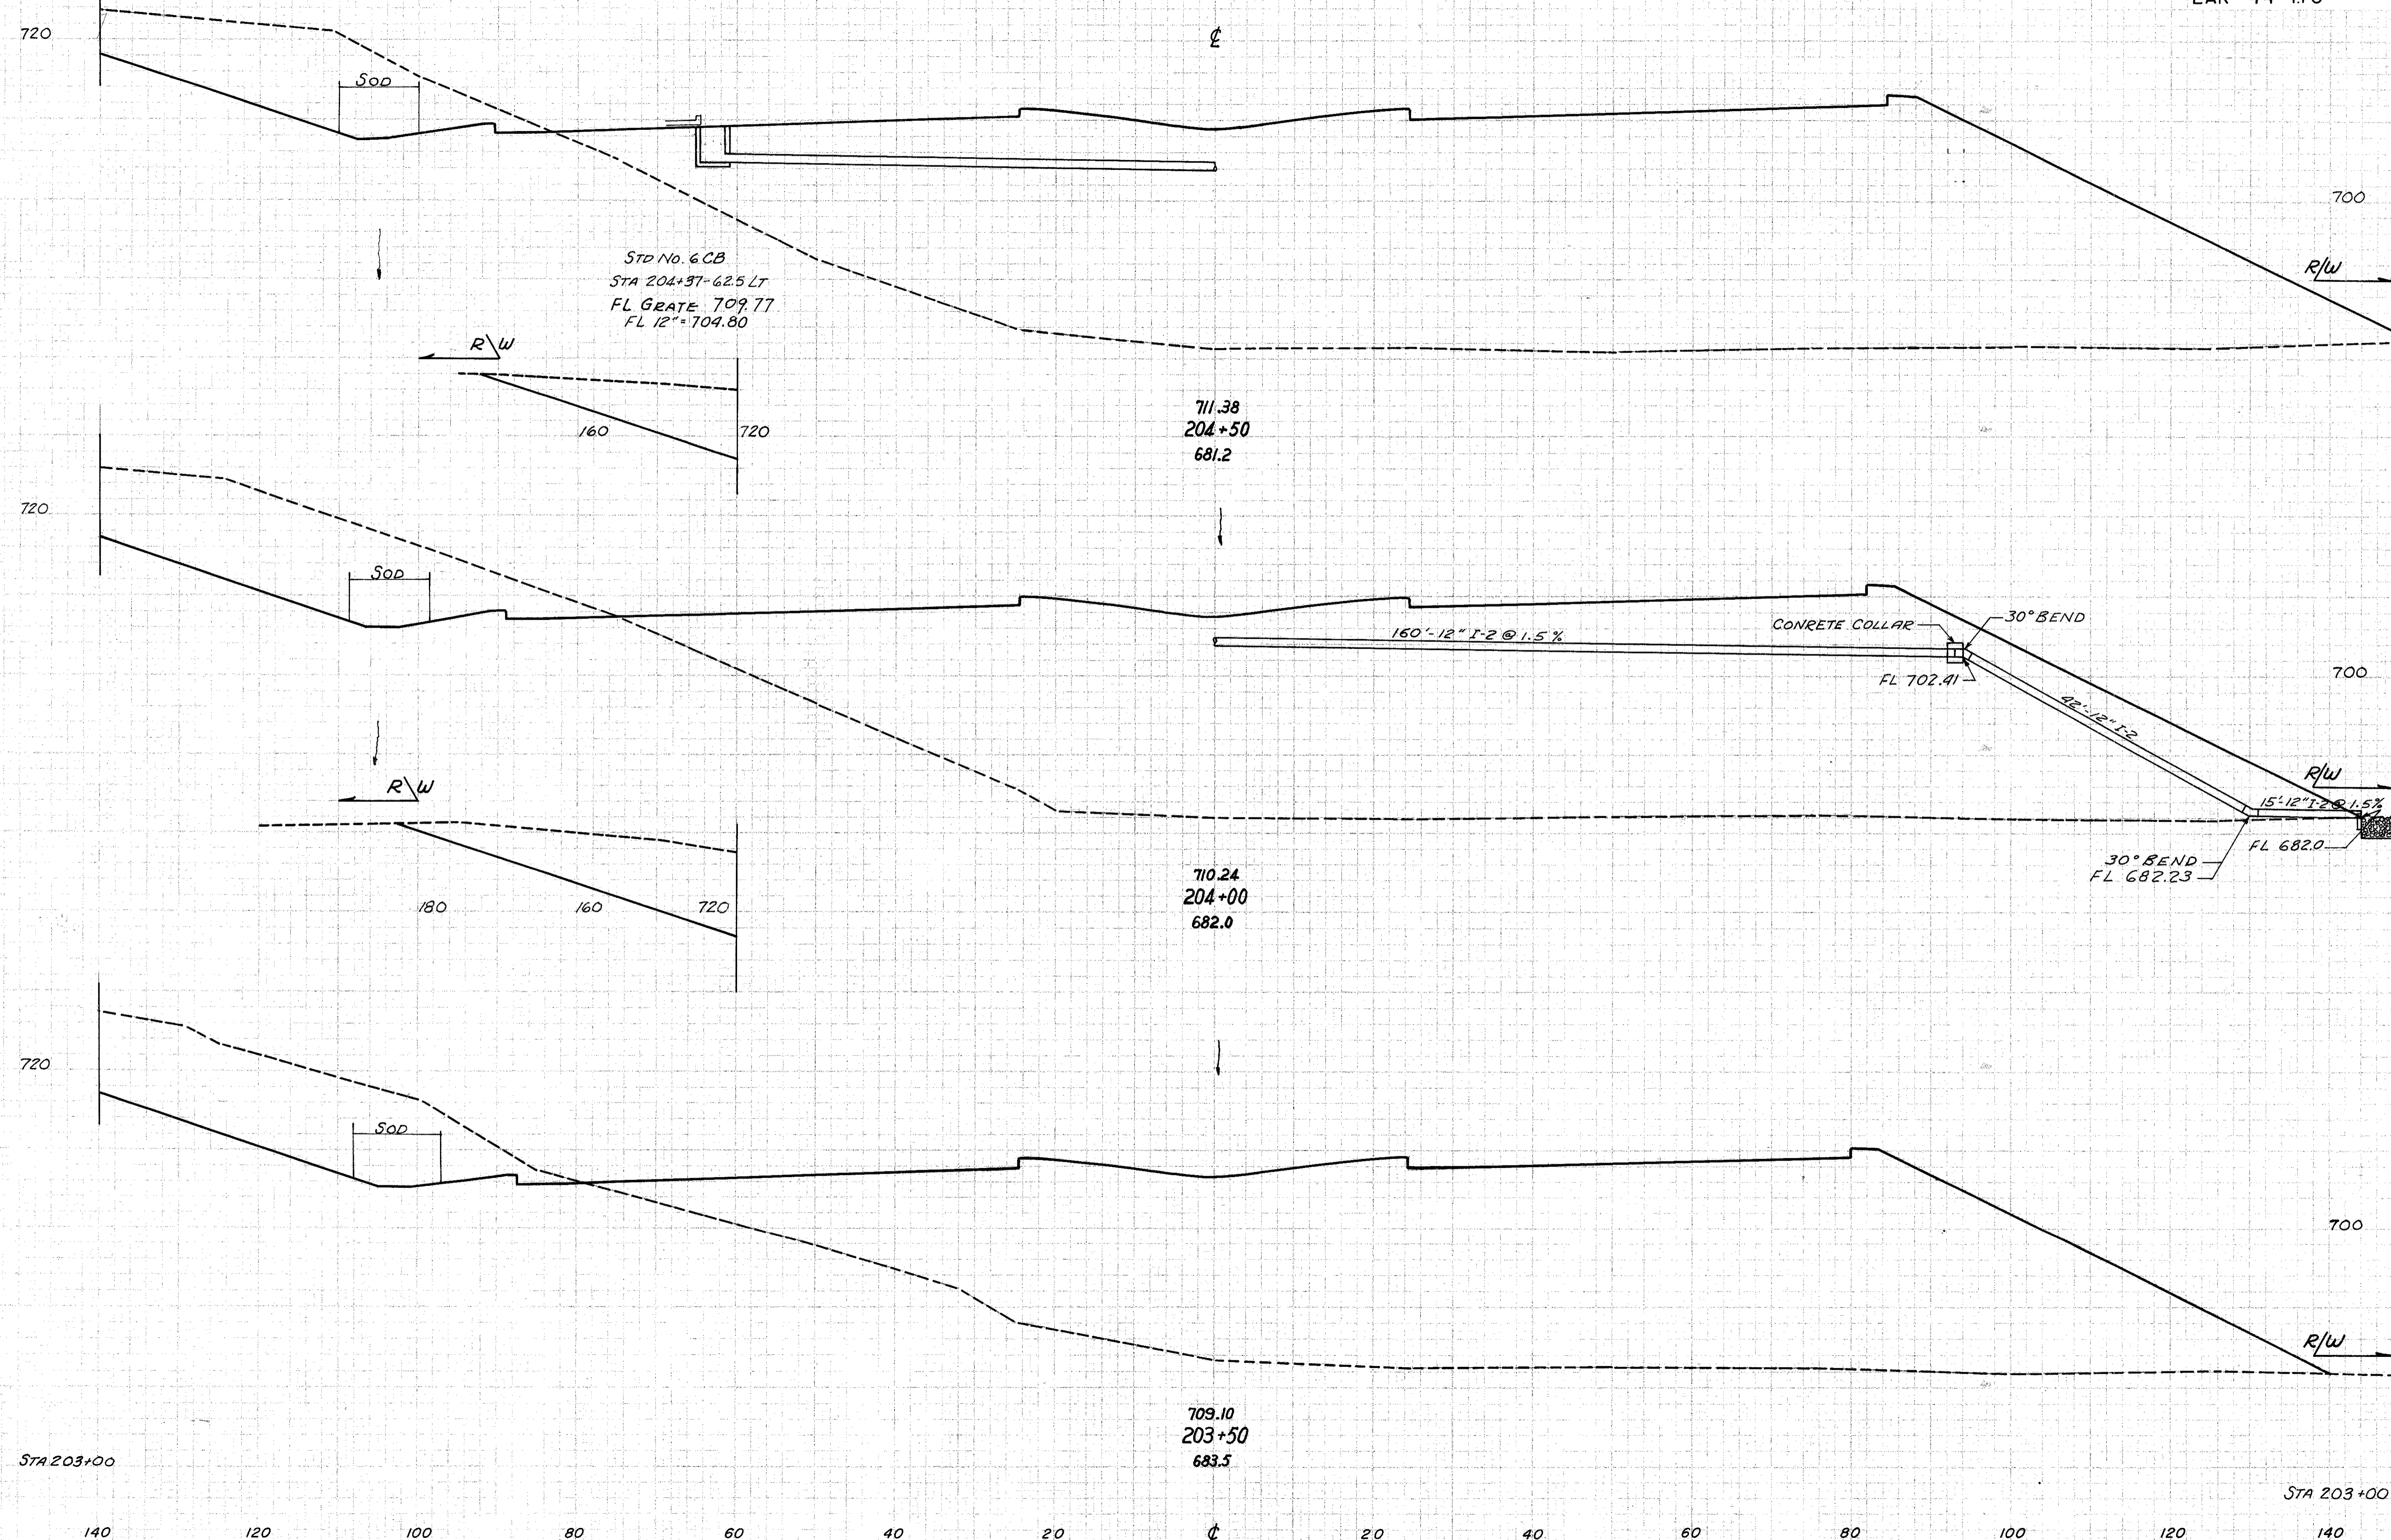 720
℄
SOD
700
R/W
STD NO. 6 CB
STA 204+37-62.5 LT
FL GRATE 709.77
FL 12"=704.80
R\W
160
720
711.38
204+50
681.2
720
SOD
160'-12" I-2 @ 1.5%
CONRETE COLLAR
30° BEND
FL 702.41
700
42'-12" I-2
R/W
15'-12" I-2 @ 1.5%
FL 682.0
30° BEND
FL 682.23
R\W
180
160
720
710.24
204+00
682.0
720
SOD
700
R/W
709.10
203+50
683.5
STA 203+00
STA 203+00
140 120 100 80 60 40 20 ℄ 20 40 60 80 100 120 140